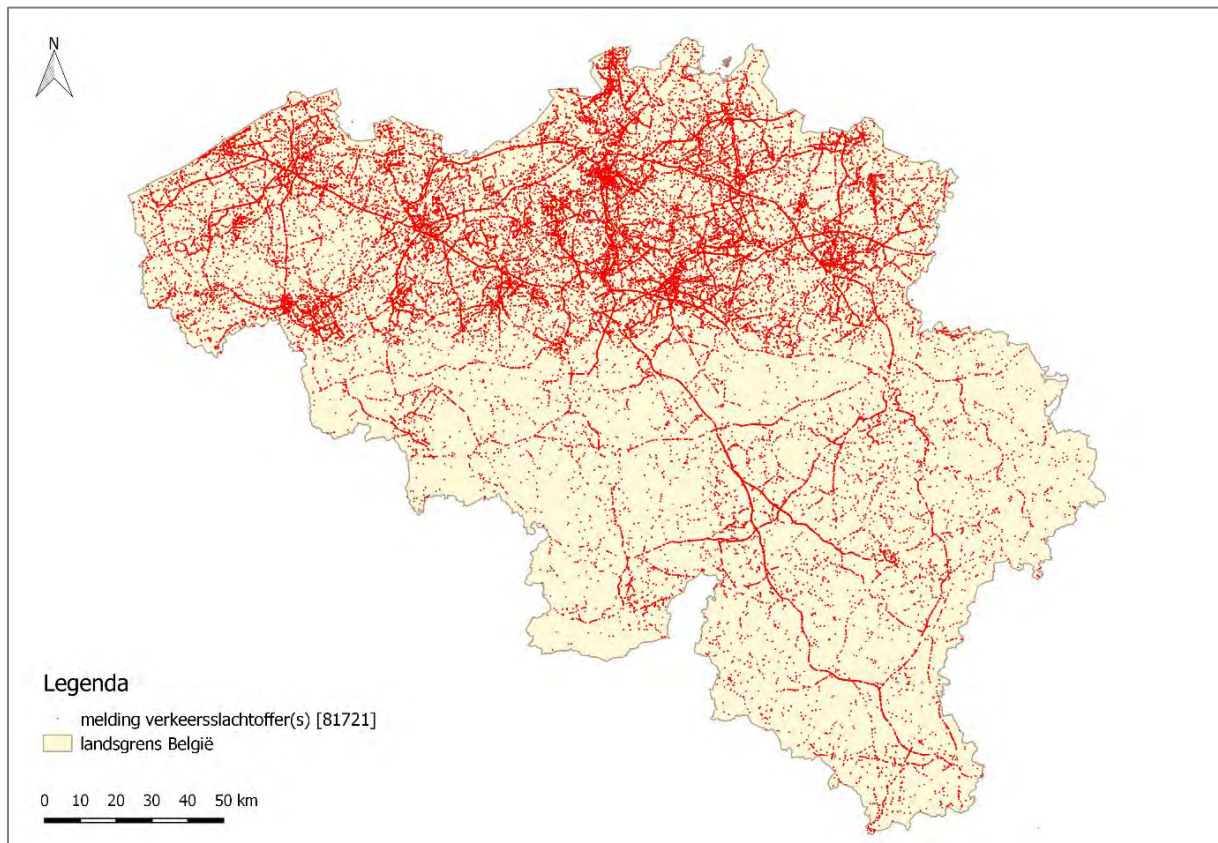 N
Legenda
melding verkeersslachtoffer(s) [81721]
landsgrens België
0 10 20 30 40 50 km